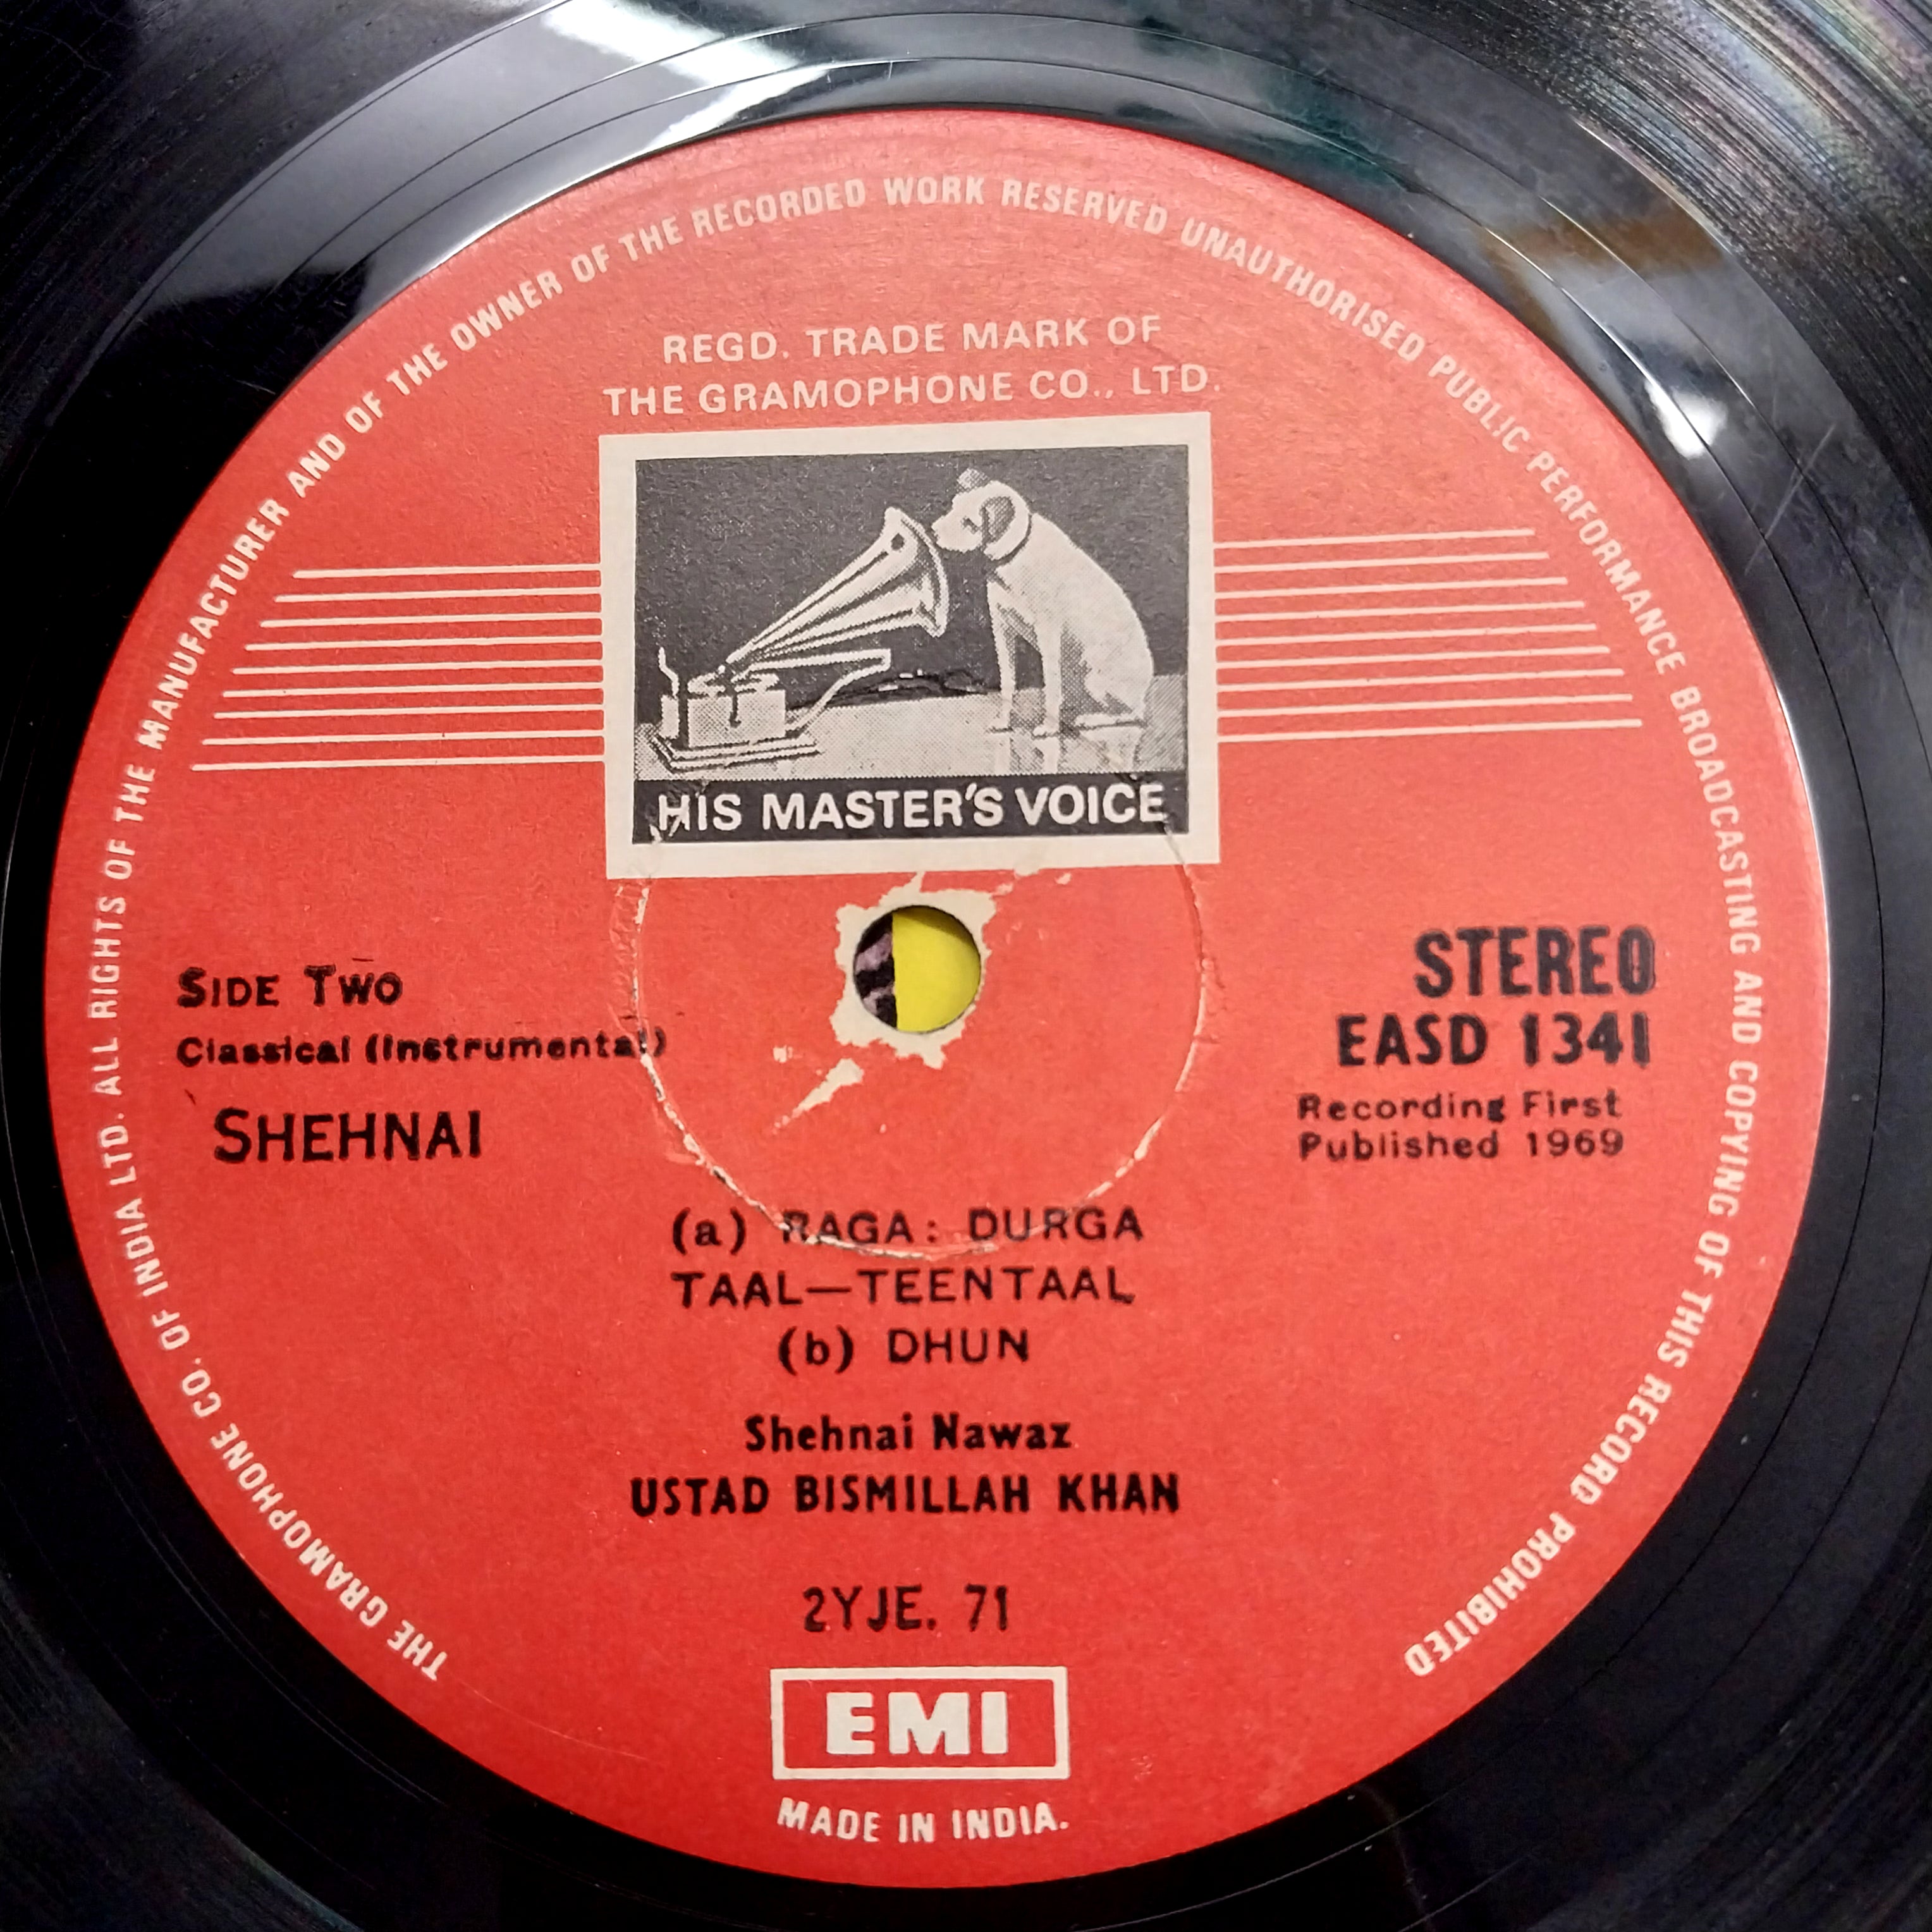 THE GRAMOPHONE CO. OF INDIA LTD. ALL RIGHTS OF THE MANUFACTURER AND OF THE OWNER OF THE RECORDED WORK RESERVED UNAUTHORISED PUBLIC PERFORMANCE BROADCASTING AND COPYING OF THIS RECORD PROHIBITED
REGD. TRADE MARK OF
THE GRAMOPHONE CO., LTD.
HIS MASTER'S VOICE
SIDE TWO
Classical (Instrumental)
SHEHNAI
STEREO
EASD 1341
Recording First
Published 1969
(a) RAGA: DURGA
TAAL—TEENTAAL
(b) DHUN
Shehnai Nawaz
USTAD BISMILLAH KHAN
2YJE. 71
EMI
MADE IN INDIA.